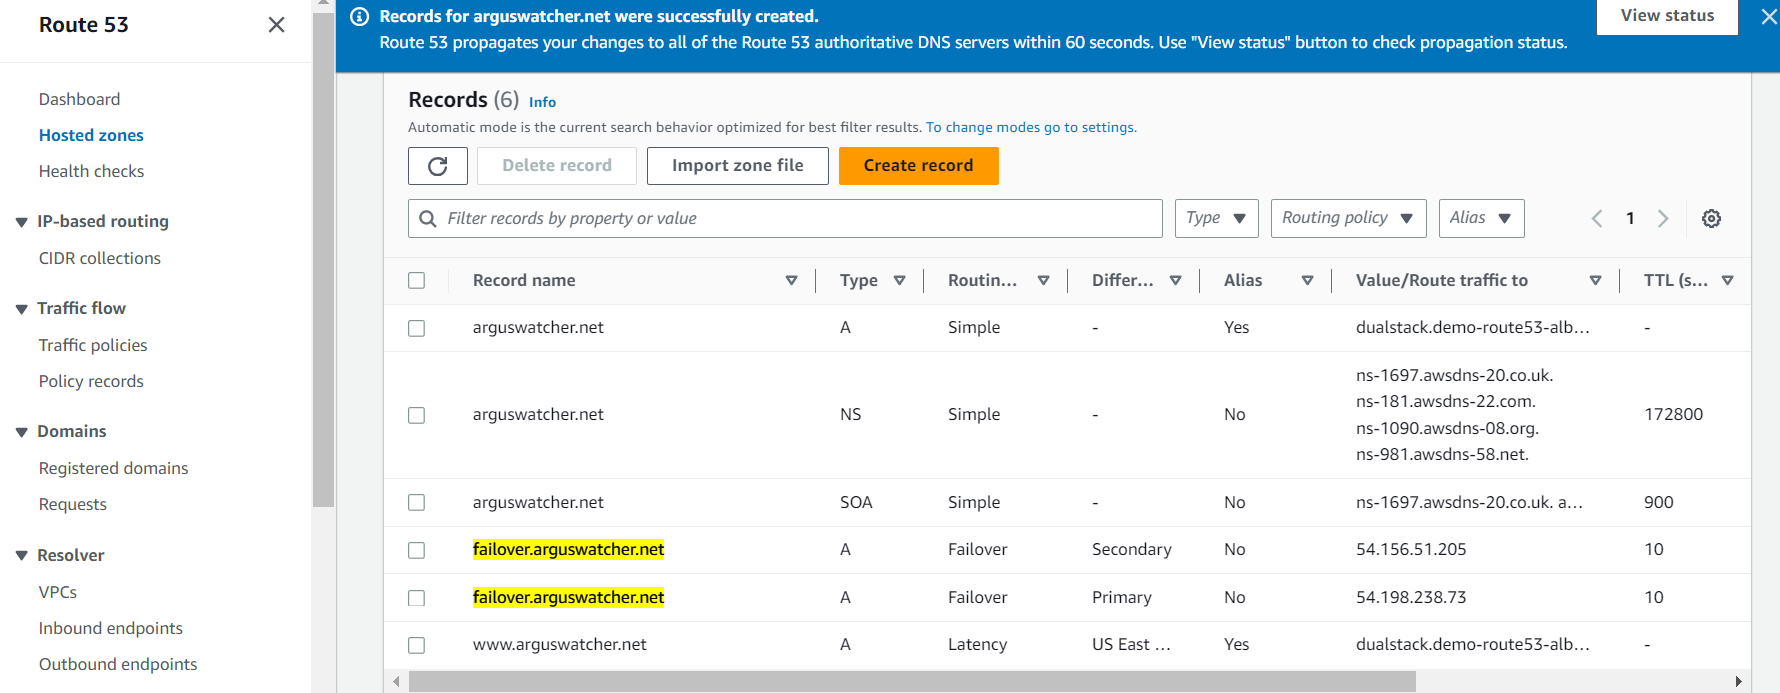 Route 53
Dashboard
Hosted zones
Health checks
IP-based routing
CIDR collections
Traffic flow
Traffic policies
Policy records
Domains
Registered domains
Requests
Resolver
VPCs
Inbound endpoints
Outbound endpoints
Records for arguswatcher.net were successfully created.
Route 53 propagates your changes to all of the Route 53 authoritative DNS servers within 60 seconds. Use "View status" button to check propagation status.
View status
Records (6) Info
Automatic mode is the current search behavior optimized for best filter results. To change modes go to settings.
Delete record Import zone file Create record
Filter records by property or value Type Routing policy Alias 1
Record name Type Routin... Differ... Alias Value/Route traffic to TTL (s...
arguswatcher.net A Simple - Yes dualstack.demo-route53-alb... -
arguswatcher.net NS Simple - No ns-1697.awsdns-20.co.uk. 172800
ns-181.awsdns-22.com.
ns-1090.awsdns-08.org.
ns-981.awsdns-58.net.
arguswatcher.net SOA Simple - No ns-1697.awsdns-20.co.uk. a... 900
failover.arguswatcher.net A Failover Secondary No 54.156.51.205 10
failover.arguswatcher.net A Failover Primary No 54.198.238.73 10
www.arguswatcher.net A Latency US East ... Yes dualstack.demo-route53-alb... -